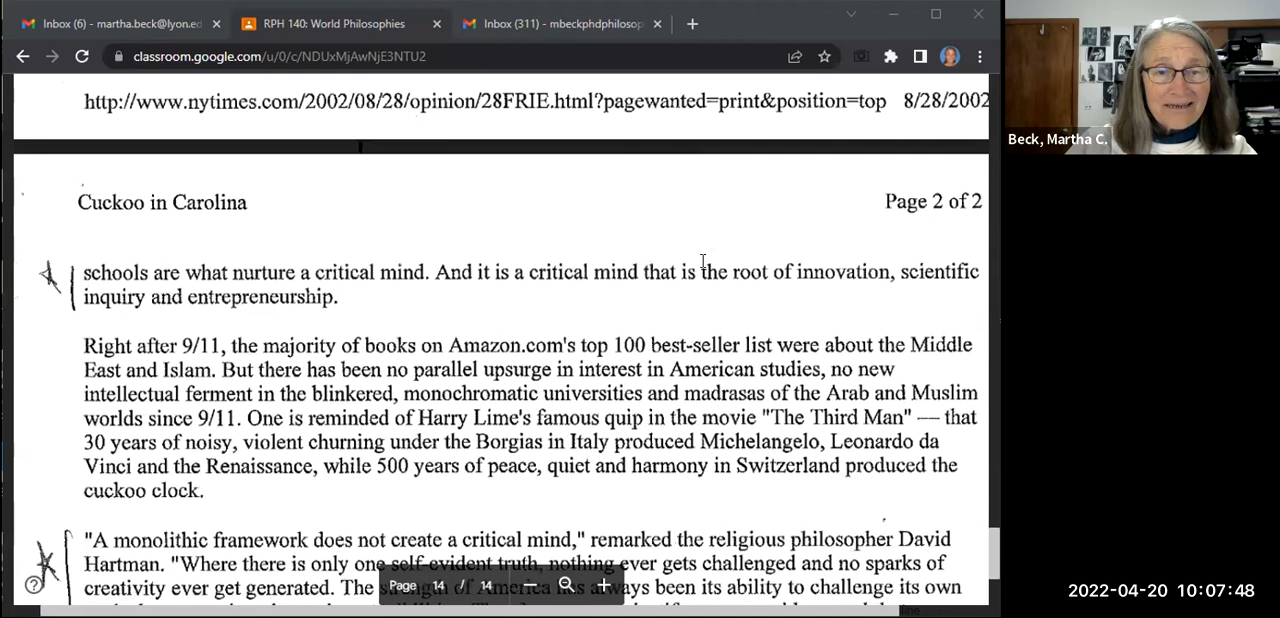 Inbox (6) - martha.beck@lyon.ed
RPH 140: World Philosophies
Inbox (311) - mbeckphdphilosop
classroom.google.com/u/0/c/NDUxMjAwNjE3NTU2
http://www.nytimes.com/2002/08/28/opinion/28FRIE.html?pagewanted=print&position=top 8/28/2002
Beck, Martha C.
Cuckoo in Carolina Page 2 of 2
schools are what nurture a critical mind. And it is a critical mind that is the root of innovation, scientific
inquiry and entrepreneurship.
Right after 9/11, the majority of books on Amazon.com's top 100 best-seller list were about the Middle
East and Islam. But there has been no parallel upsurge in interest in American studies, no new
intellectual ferment in the blinkered, monochromatic universities and madrasas of the Arab and Muslim
worlds since 9/11. One is reminded of Harry Lime's famous quip in the movie "The Third Man" — that
30 years of noisy, violent churning under the Borgias in Italy produced Michelangelo, Leonardo da
Vinci and the Renaissance, while 500 years of peace, quiet and harmony in Switzerland produced the
cuckoo clock.
"A monolithic framework does not create a critical mind," remarked the religious philosopher David
Hartman. "Where there is only one self-evident truth, nothing ever gets challenged and no sparks of
creativity ever get generated. The strength of America has always been its ability to challenge its own
Page 14 / 14
2022-04-20 10:07:48